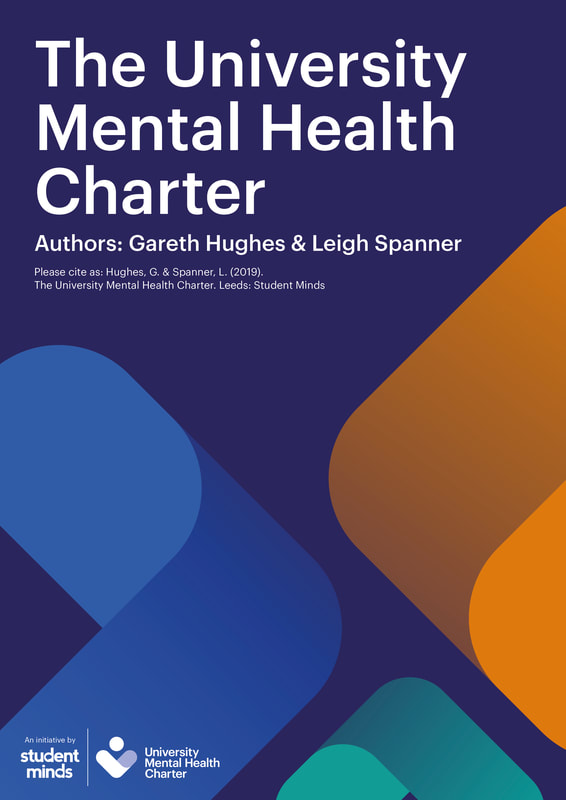 The University
Mental Health
Charter
Authors: Gareth Hughes & Leigh Spanner
Please cite as: Hughes, G. & Spanner, L. (2019).
The University Mental Health Charter. Leeds: Student Minds
An initiative by
student
minds
University
Mental Health
Charter